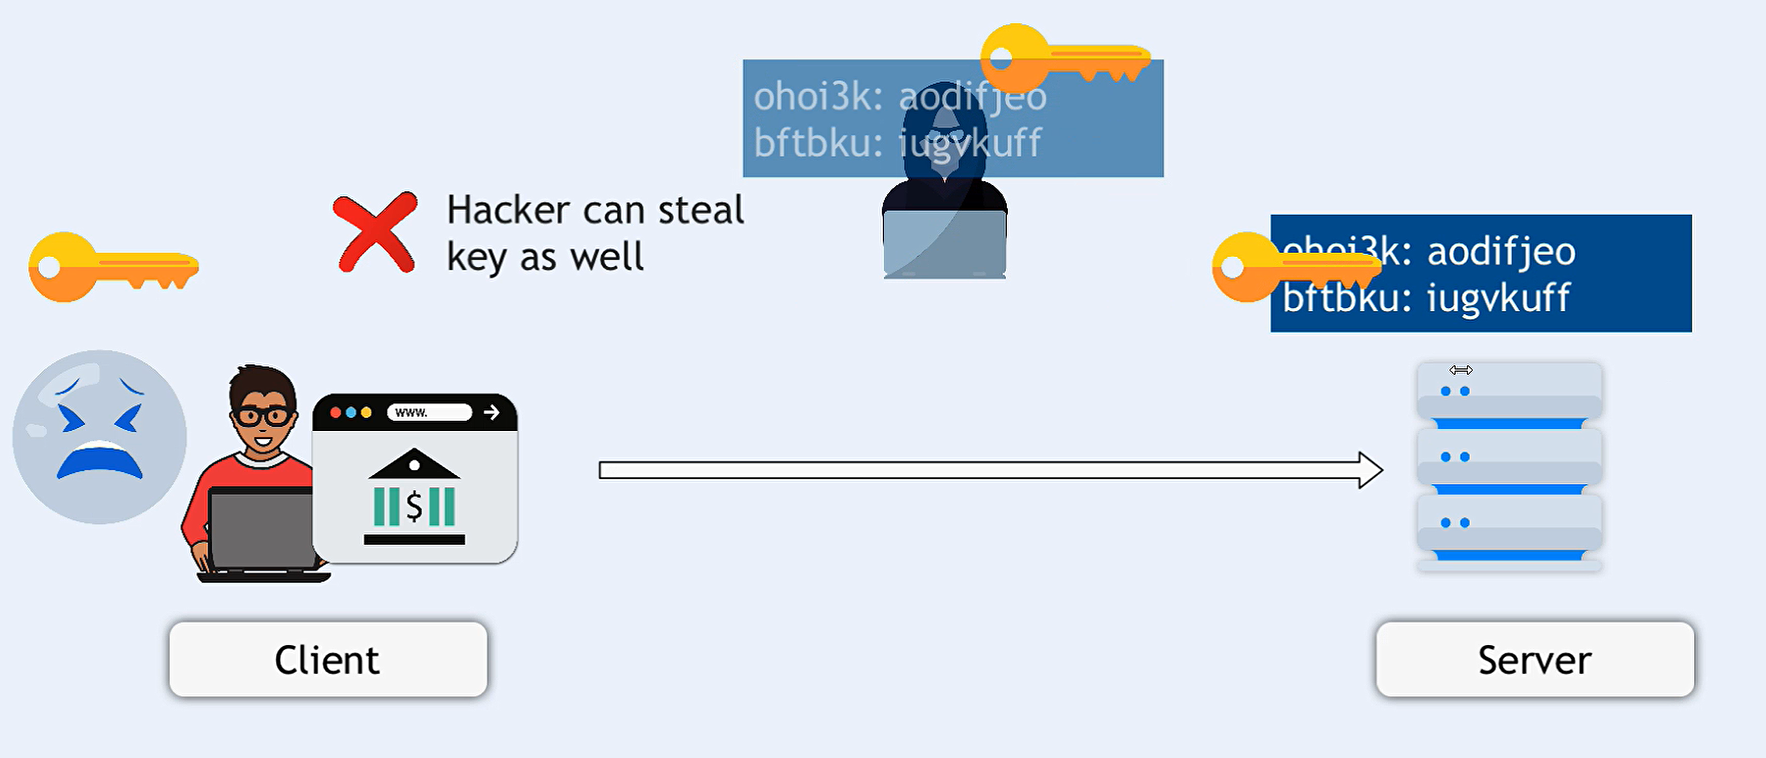 ohoi3k: aodifjeo
bftbku: iugvkuff
Hacker can steal
key as well
ohoi3k: aodifjeo
bftbku: iugvkuff
www.
$
Client
Server